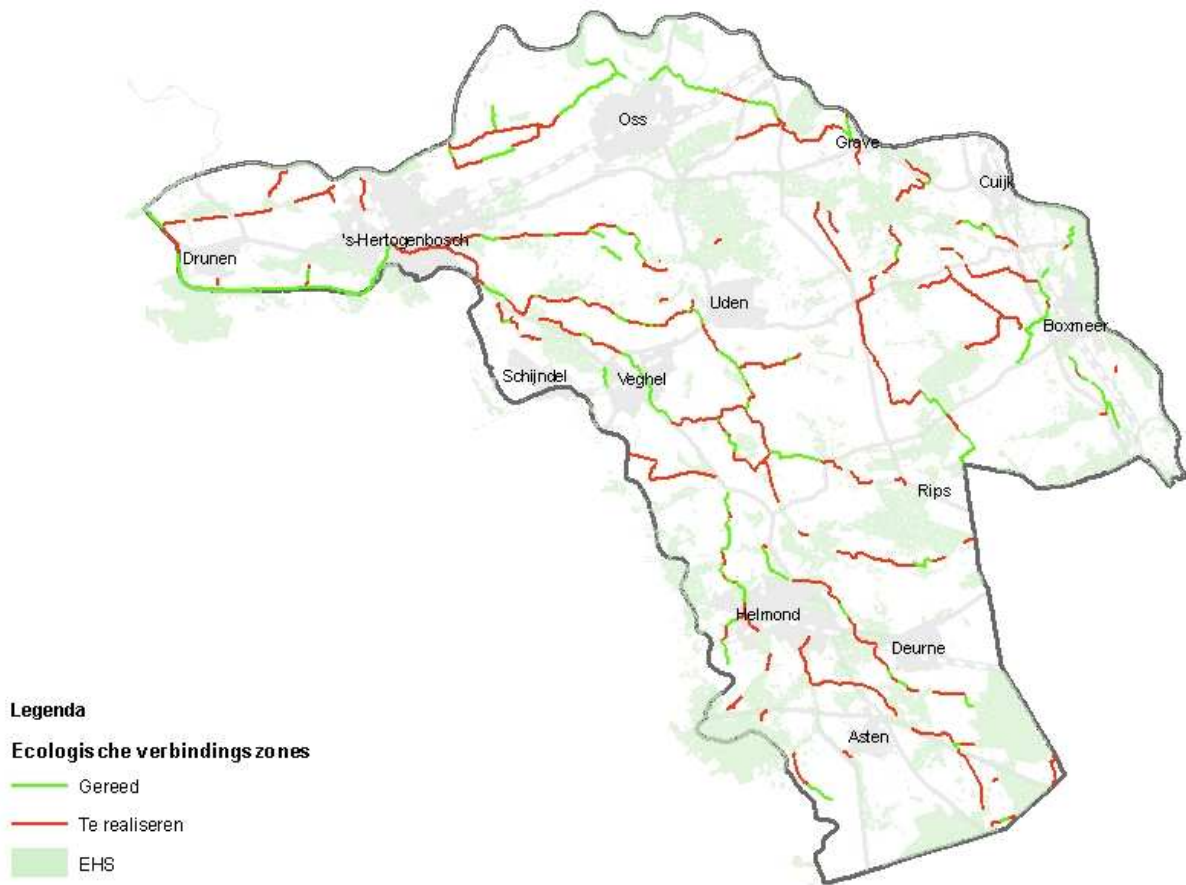 Oss
Grave
Cuijk
's-Hertogenbosch
Drunen
Uden
Boxmeer
Schijndel
Veghel
Rips
Helmond
Deurne
Asten
Legenda
Ecologische verbindingszones
Gereed
Te realiseren
EHS